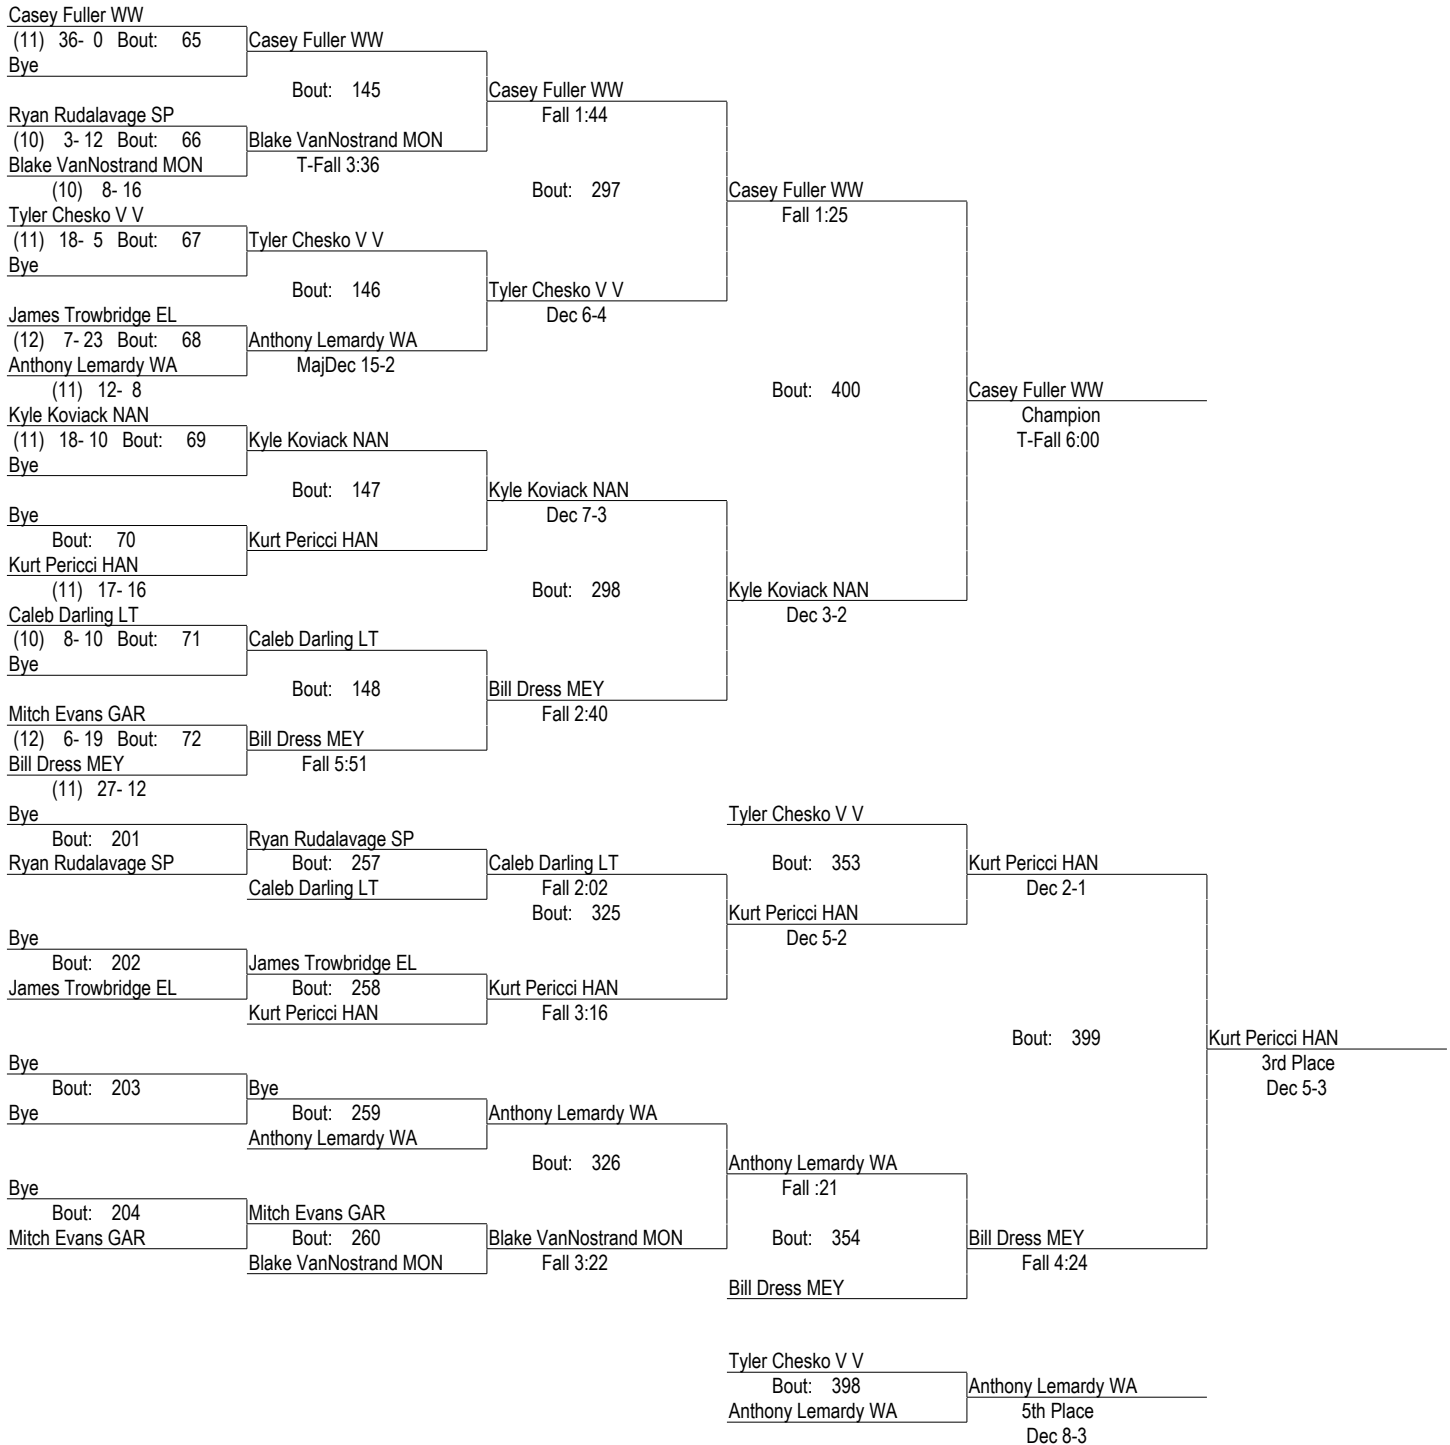 Casey Fuller WW
(11) 36- 0 Bout: 65 Casey Fuller WW
Bye
Bout: 145 Casey Fuller WW
Ryan Rudalavage SP Fall 1:44
(10) 3- 12 Bout: 66 Blake VanNostrand MON
Blake VanNostrand MON T-Fall 3:36
(10) 8- 16 Bout: 297 Casey Fuller WW
Tyler Chesko V V Fall 1:25
(11) 18- 5 Bout: 67 Tyler Chesko V V
Bye
Bout: 146 Tyler Chesko V V
James Trowbridge EL Dec 6-4
(12) 7- 23 Bout: 68 Anthony Lemardy WA
Anthony Lemardy WA MajDec 15-2
(11) 12- 8 Bout: 400 Casey Fuller WW
Kyle Koviack NAN Champion
(11) 18- 10 Bout: 69 Kyle Koviack NAN T-Fall 6:00
Bye
Bout: 147 Kyle Koviack NAN
Bye Dec 7-3
Bout: 70 Kurt Pericci HAN
Kurt Pericci HAN
(11) 17- 16 Bout: 298 Kyle Koviack NAN
Caleb Darling LT Dec 3-2
(10) 8- 10 Bout: 71 Caleb Darling LT
Bye
Bout: 148 Bill Dress MEY
Mitch Evans GAR Fall 2:40
(12) 6- 19 Bout: 72 Bill Dress MEY
Bill Dress MEY Fall 5:51
(11) 27- 12
Bye Tyler Chesko V V
Bout: 201 Ryan Rudalavage SP
Ryan Rudalavage SP Bout: 257 Caleb Darling LT Bout: 353 Kurt Pericci HAN
Caleb Darling LT Fall 2:02 Dec 2-1
Bout: 325 Kurt Pericci HAN
Bye Dec 5-2
Bout: 202 James Trowbridge EL
James Trowbridge EL Bout: 258 Kurt Pericci HAN
Kurt Pericci HAN Fall 3:16
Bout: 399 Kurt Pericci HAN
Bye 3rd Place
Bout: 203 Bye Dec 5-3
Bye Bout: 259 Anthony Lemardy WA
Anthony Lemardy WA
Bout: 326 Anthony Lemardy WA
Bye Fall :21
Bout: 204 Mitch Evans GAR
Mitch Evans GAR Bout: 260 Blake VanNostrand MON Bout: 354 Bill Dress MEY
Blake VanNostrand MON Fall 3:22 Fall 4:24
Bill Dress MEY
Tyler Chesko V V
Bout: 398 Anthony Lemardy WA
Anthony Lemardy WA 5th Place
Dec 8-3